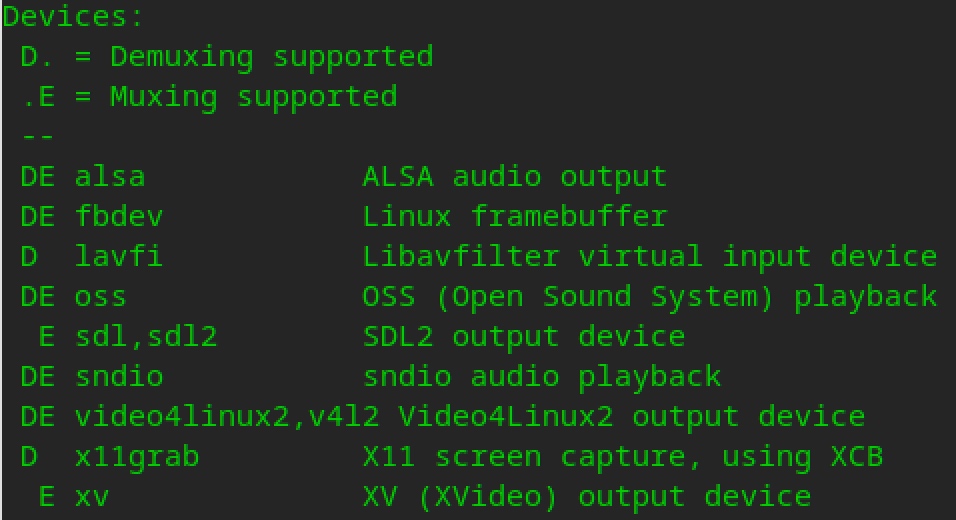 Devices:
 D. = Demuxing supported
 .E = Muxing supported
 --
 DE alsa            ALSA audio output
 DE fbdev           Linux framebuffer
 D  lavfi           Libavfilter virtual input device
 DE oss             OSS (Open Sound System) playback
  E sdl,sdl2        SDL2 output device
 DE sndio           sndio audio playback
 DE video4linux2,v4l2 Video4Linux2 output device
 D  x11grab         X11 screen capture, using XCB
  E xv              XV (XVideo) output device